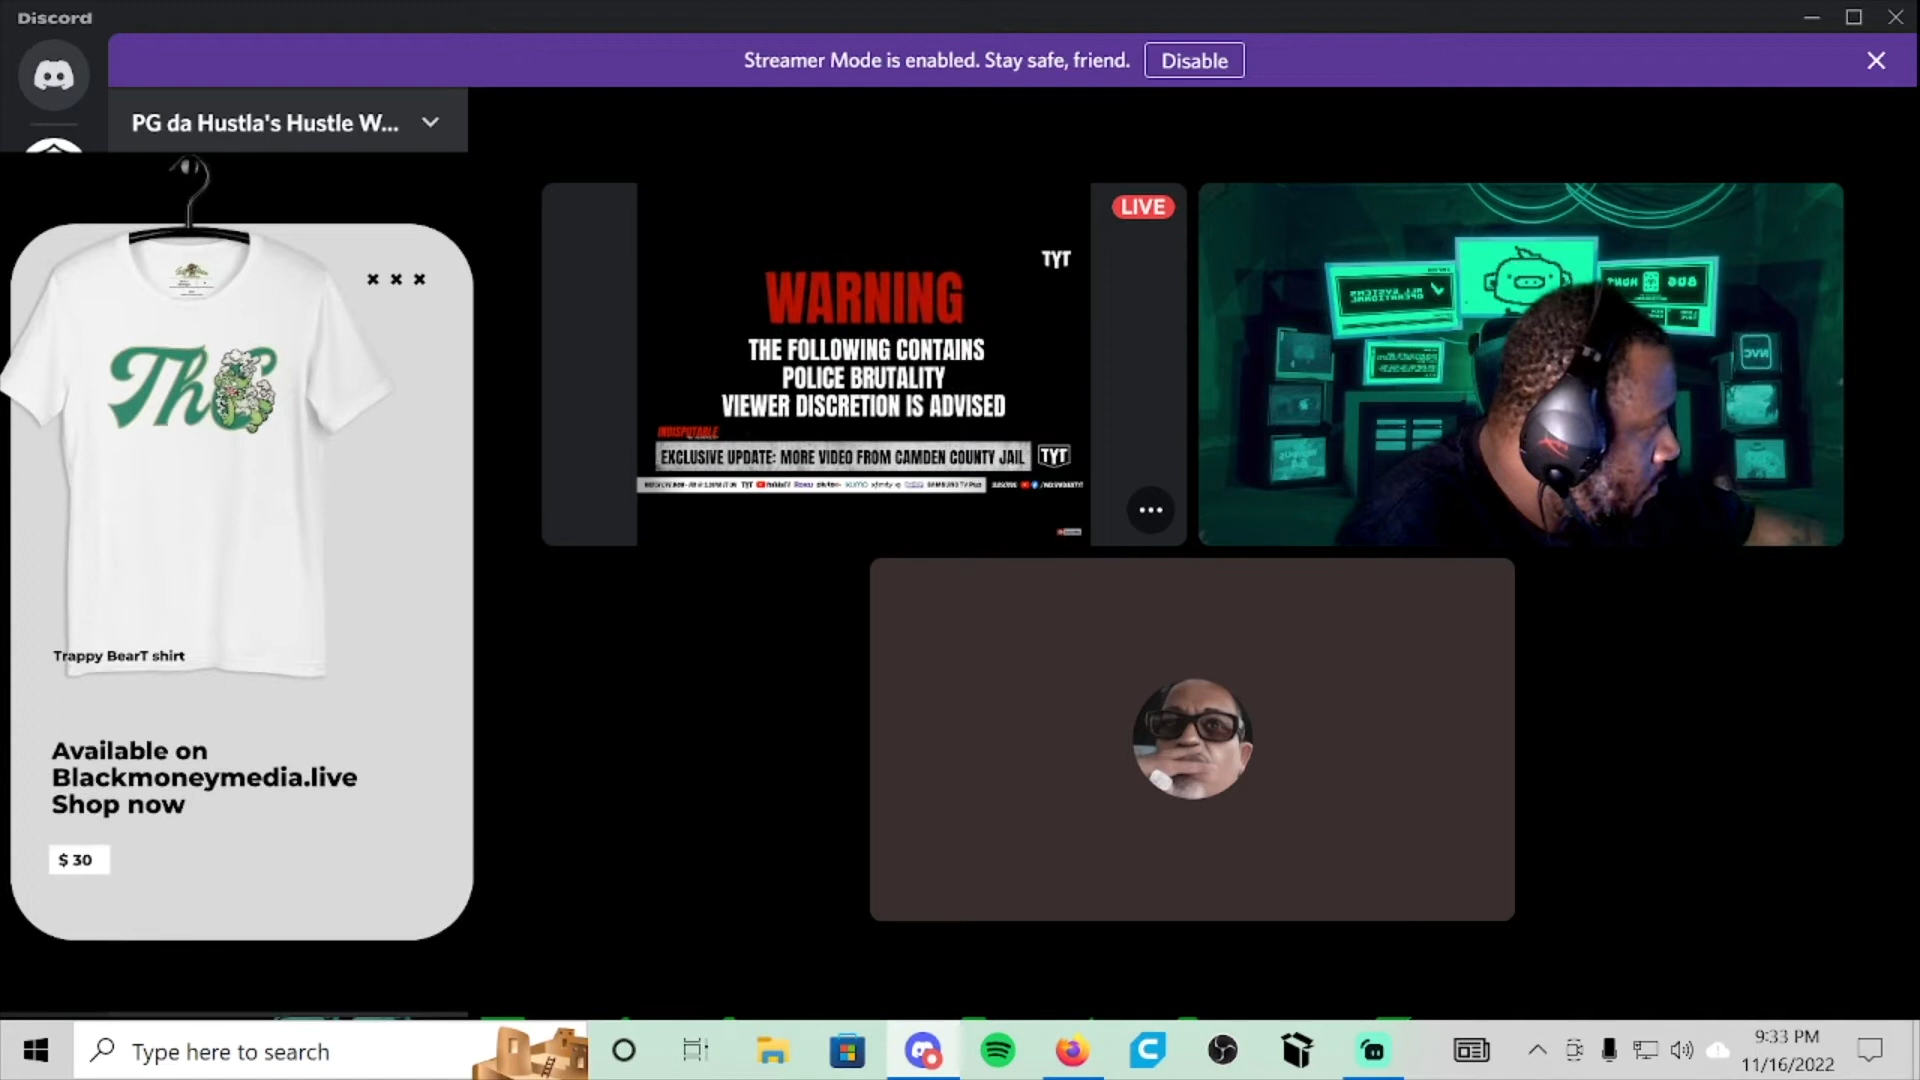 Discord
Streamer Mode is enabled. Stay safe, friend.
Disable
PG da Hustla's Hustle W...
LIVE
TYT
WARNING
THE FOLLOWING CONTAINS
POLICE BRUTALITY
VIEWER DISCRETION IS ADVISED
INDISPUTABLE
EXCLUSIVE UPDATE: MORE VIDEO FROM CAMDEN COUNTY JAIL
TYT
ThC
Trappy BearT shirt
Available on
Blackmoneymedia.live
Shop now
$ 30
Type here to search
9:33 PM
11/16/2022